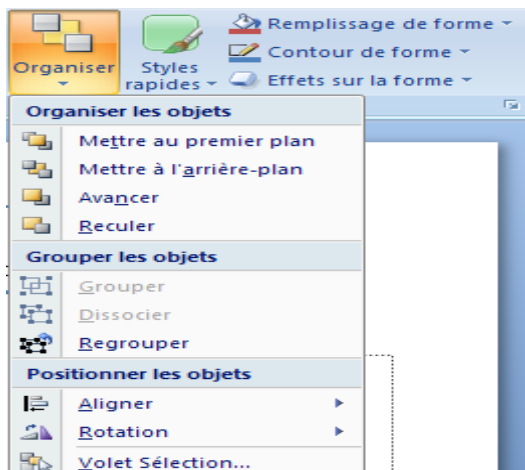 Organiser
Styles
rapides
Remplissage de forme
Contour de forme
Effets sur la forme
Organiser les objets
Mettre au premier plan
Mettre à l'arrière-plan
Avancer
Reculer
Grouper les objets
Grouper
Dissocier
Regrouper
Positionner les objets
Aligner
Rotation
Volet Sélection...